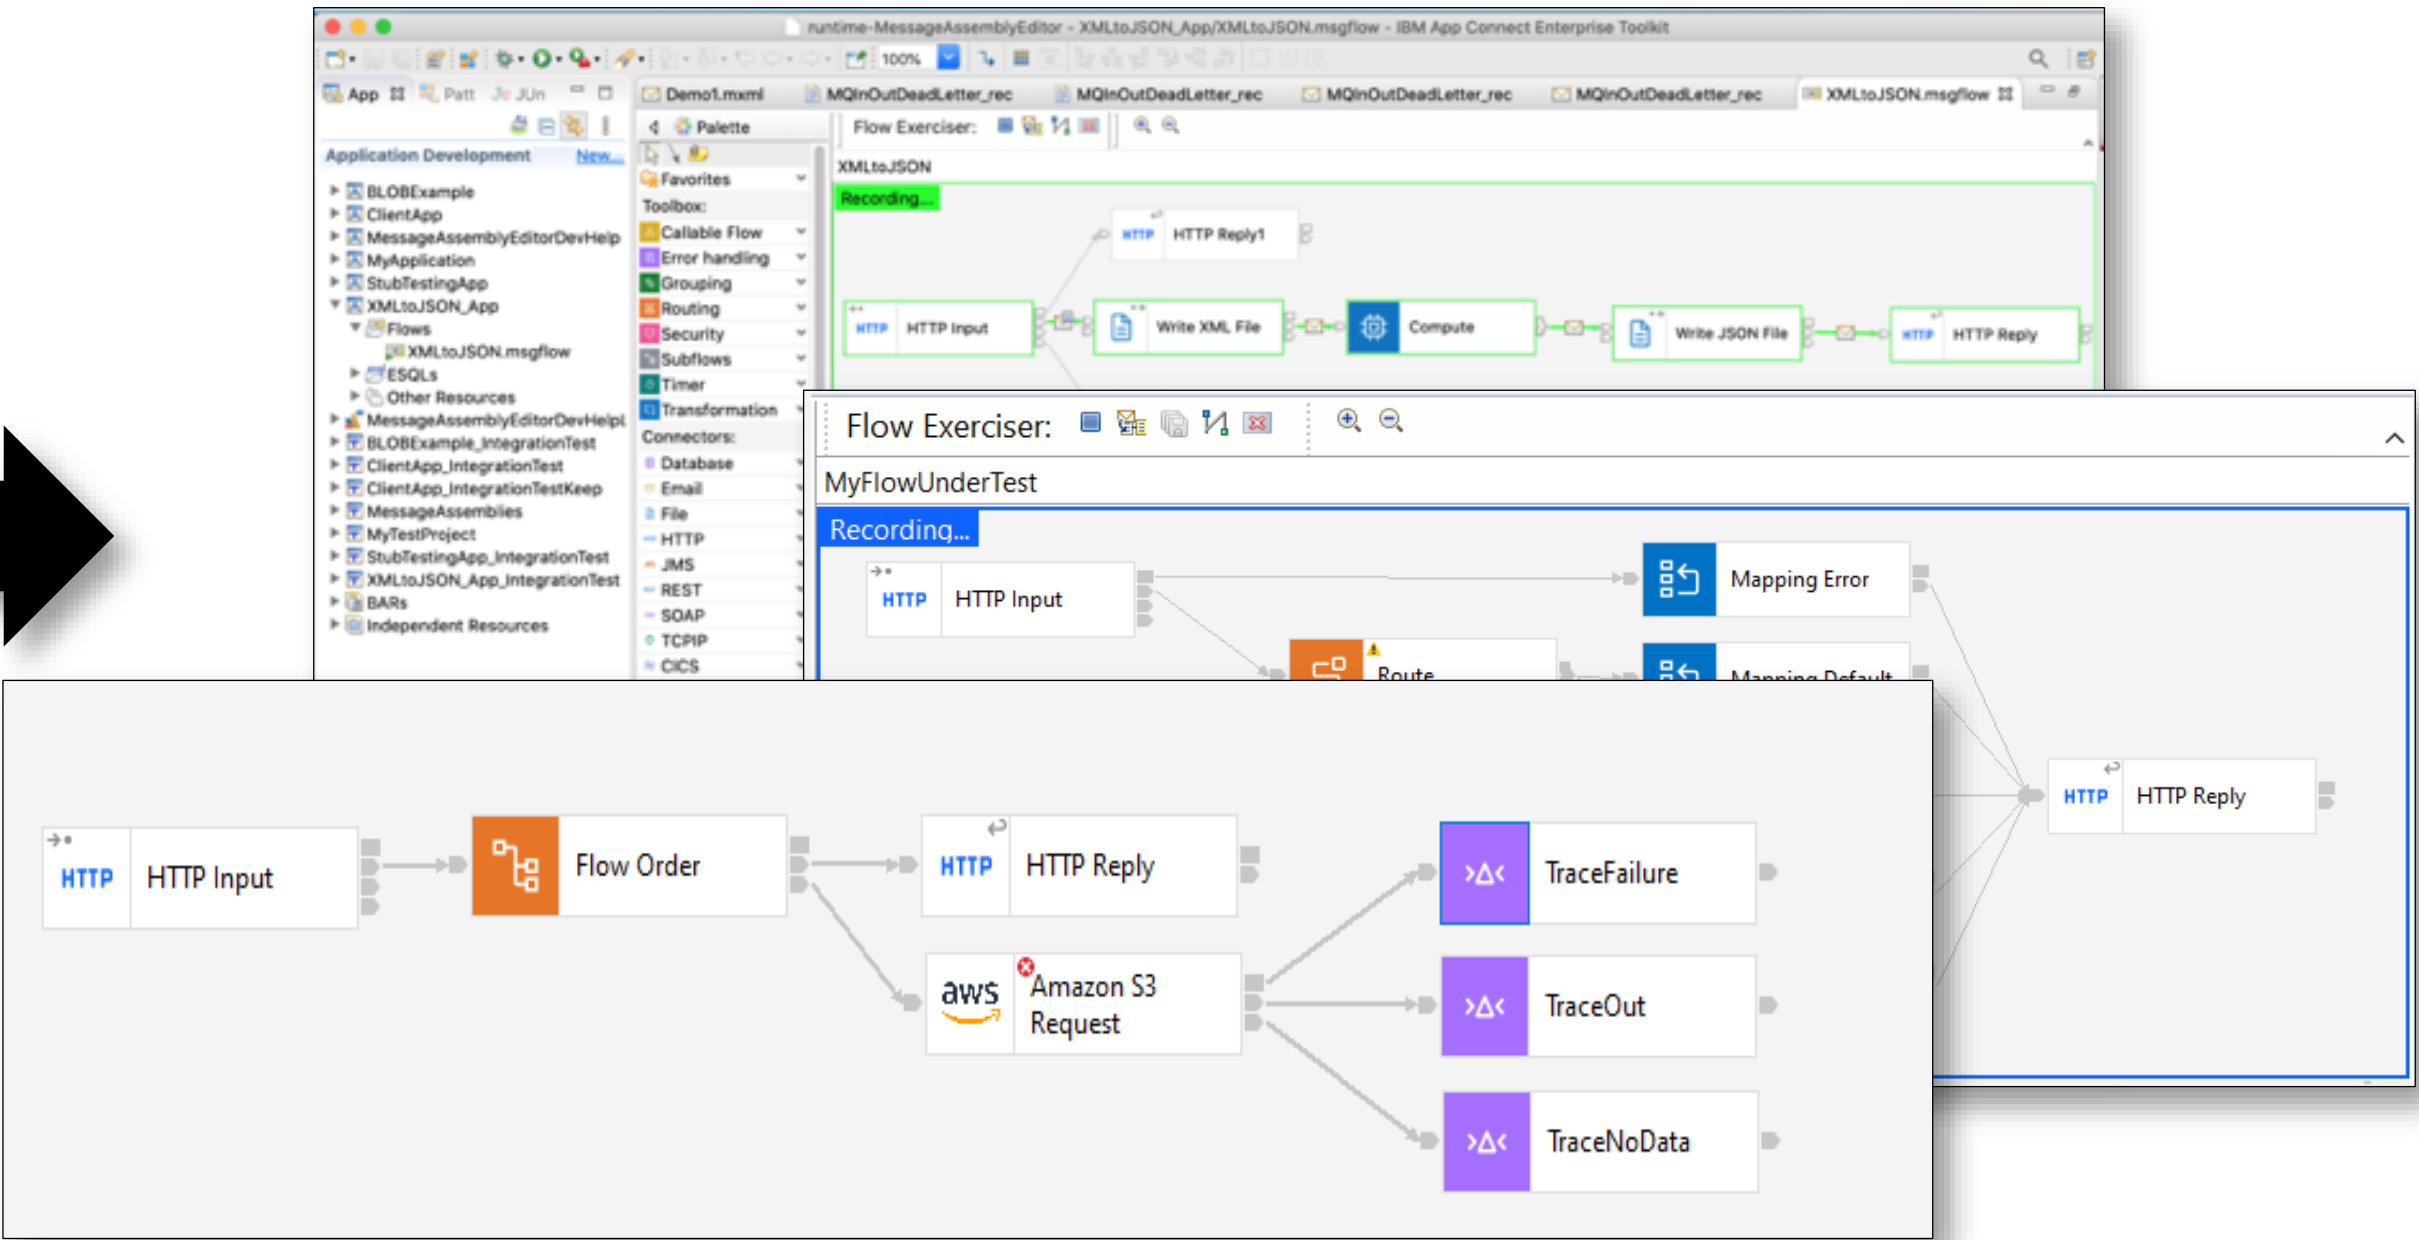 runtime-MessageAssemblyEditor - XMLtoJSON_App/XMLtoJSON.msgflow - IBM App Connect Enterprise Toolkit
100%
App
Patt
JUn
Demo1.mxml
MQInOutDeadLetter_rec
MQInOutDeadLetter_rec
MQInOutDeadLetter_rec
MQInOutDeadLetter_rec
XMLtoJSON.msgflow
Application Development
New...
BLOBExample
ClientApp
MessageAssemblyEditorDevHelp
MyApplication
StubTestingApp
XMLtoJSON_App
Flows
XMLtoJSON.msgflow
ESQLs
Other Resources
MessageAssemblyEditorDevHelpL
BLOBExample_IntegrationTest
ClientApp_IntegrationTest
ClientApp_IntegrationTestKeep
MessageAssemblies
MyTestProject
StubTestingApp_IntegrationTest
XMLtoJSON_App_IntegrationTest
BARs
Independent Resources
Palette
Favorites
Toolbox:
Callable Flow
Error handling
Grouping
Routing
Security
Subflows
Timer
Transformation
Connectors:
Database
Email
File
HTTP
JMS
REST
SOAP
TCPIP
CICS
Flow Exerciser:
XMLtoJSON
Recording...
HTTP HTTP Reply1
HTTP HTTP Input
Write XML File
Compute
Write JSON File
HTTP HTTP Reply
Flow Exerciser:
MyFlowUnderTest
Recording...
HTTP HTTP Input
Mapping Error
Route
Mapping Default
HTTP HTTP Reply
HTTP HTTP Input
Flow Order
HTTP HTTP Reply
aws Amazon S3
Request
TraceFailure
TraceOut
TraceNoData